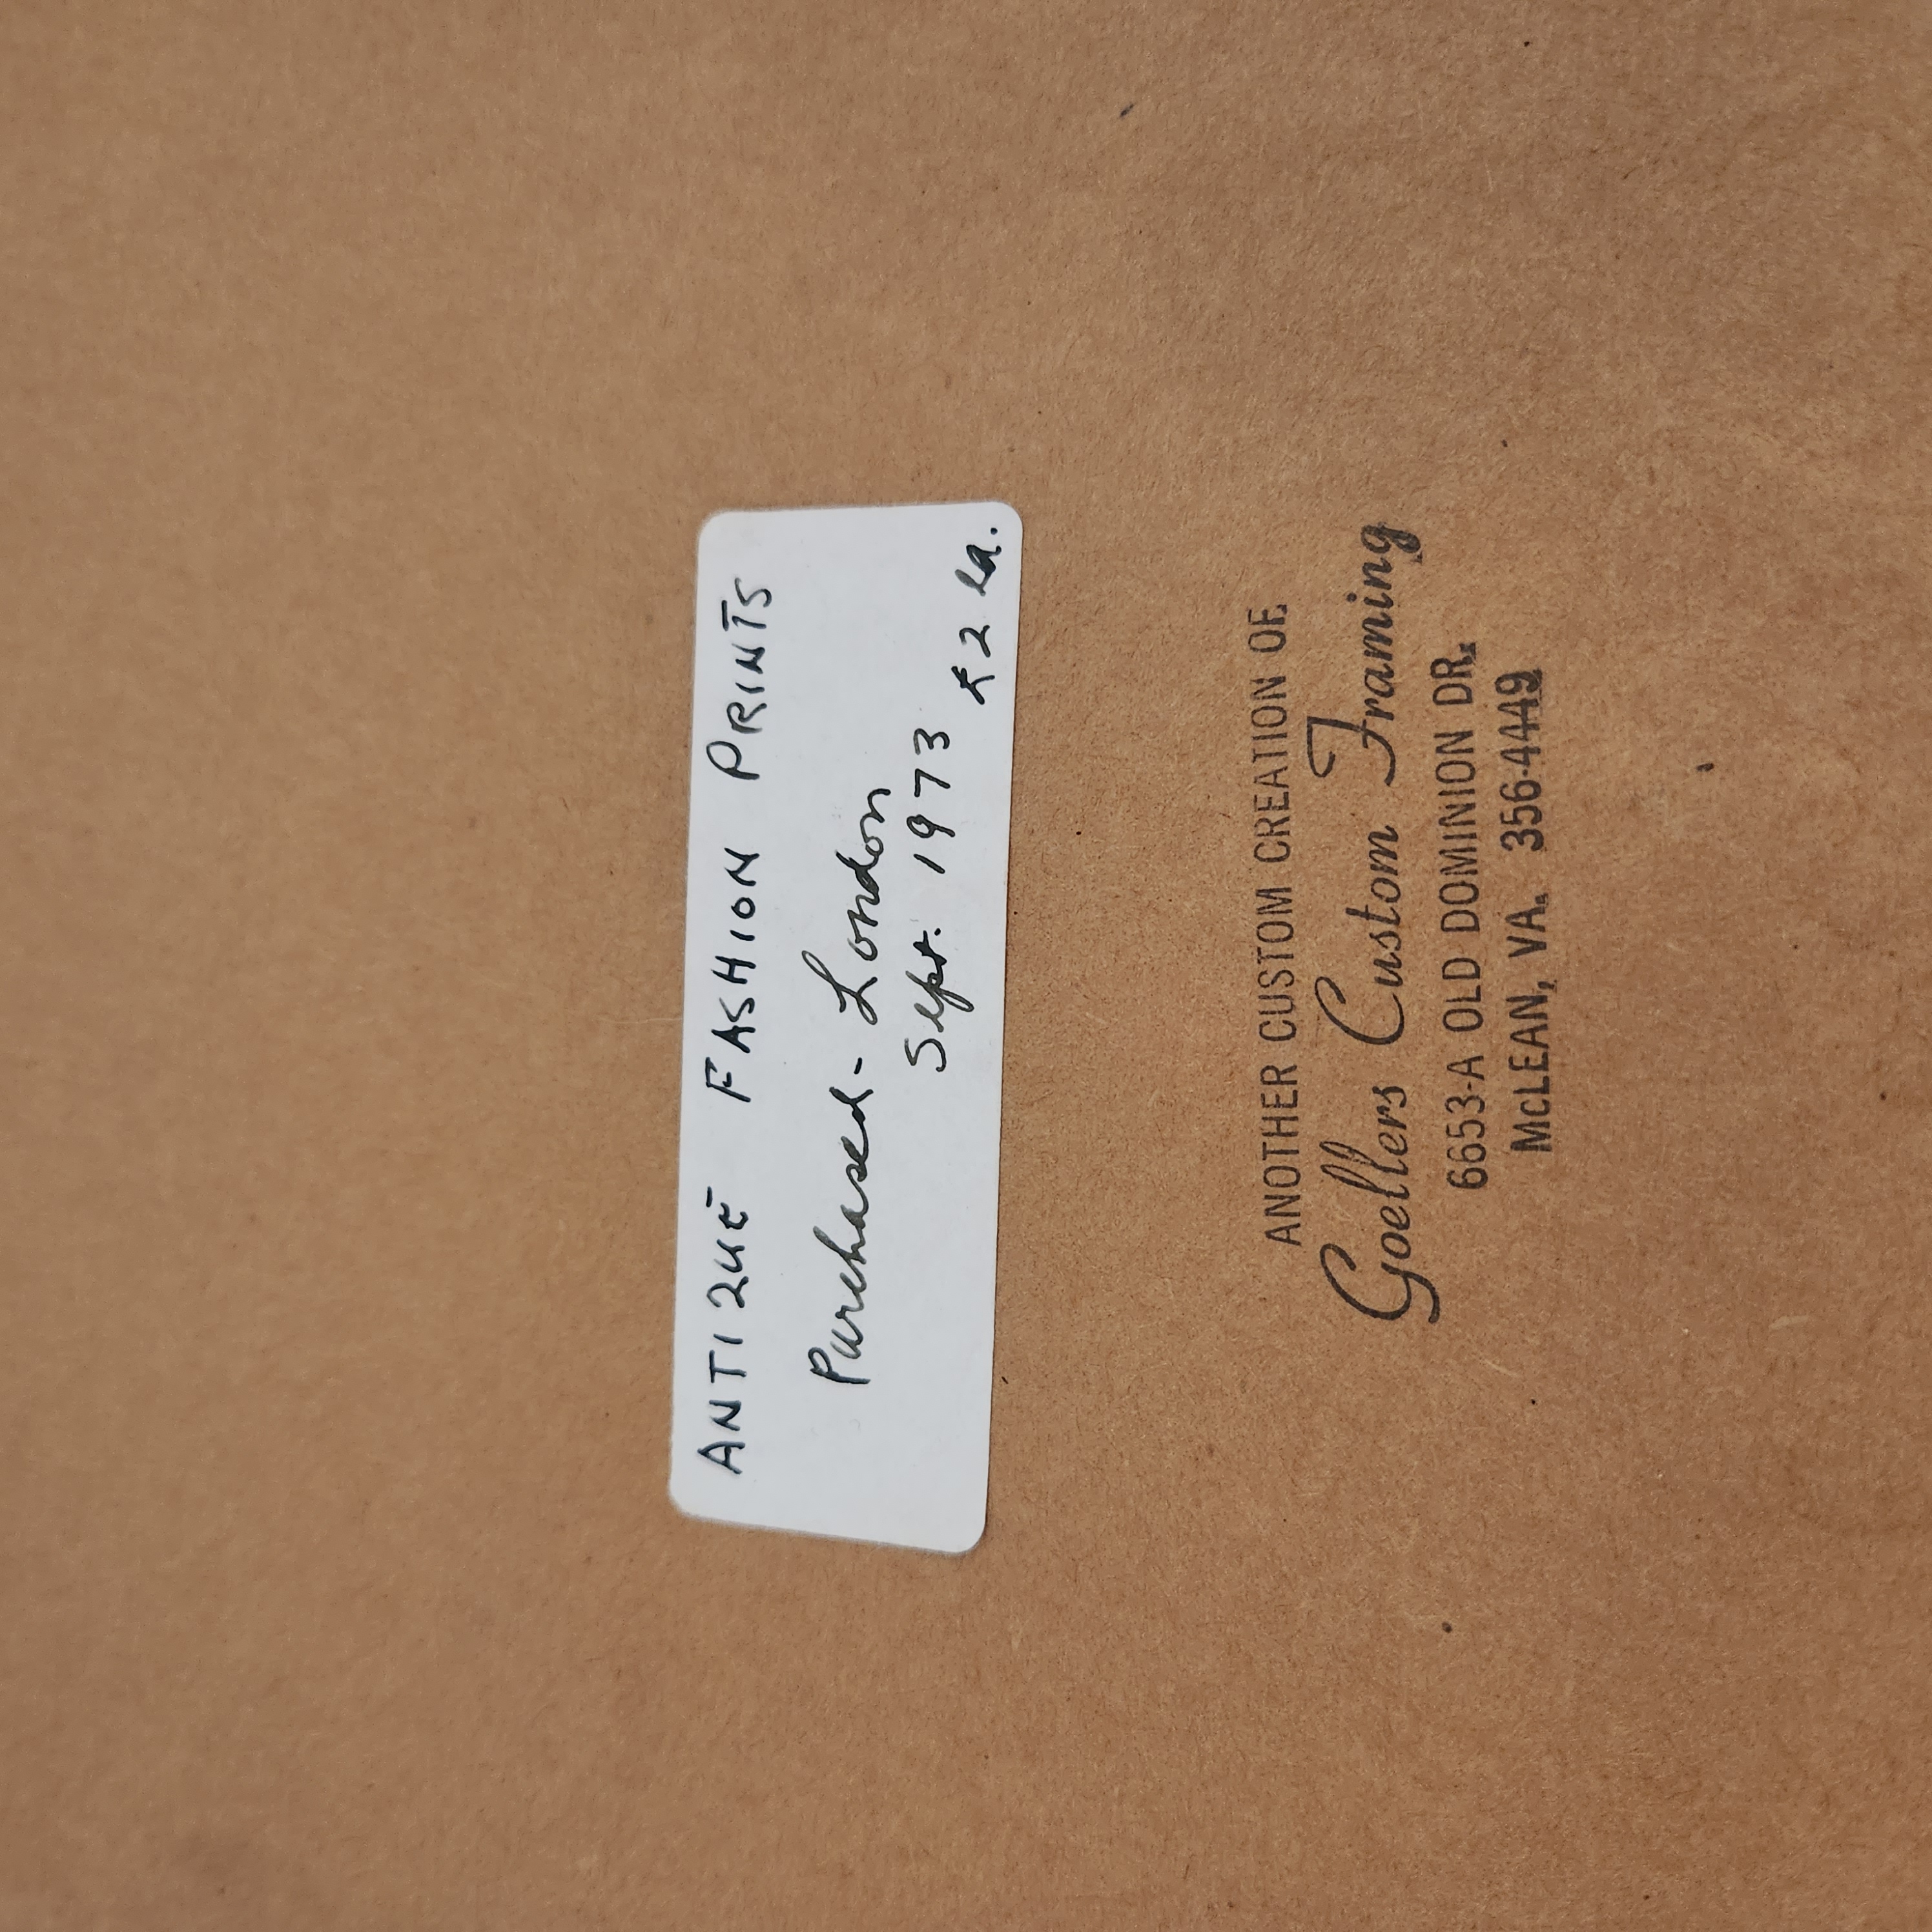 ANTIQUE FASHION PRINTS
Purchased - London
Sept. 1973
£2 ea.
ANOTHER CUSTOM CREATION OF
Goellers Custom Framing
6653-A OLD DOMINION DR.
MCLEAN, VA. 356-4449